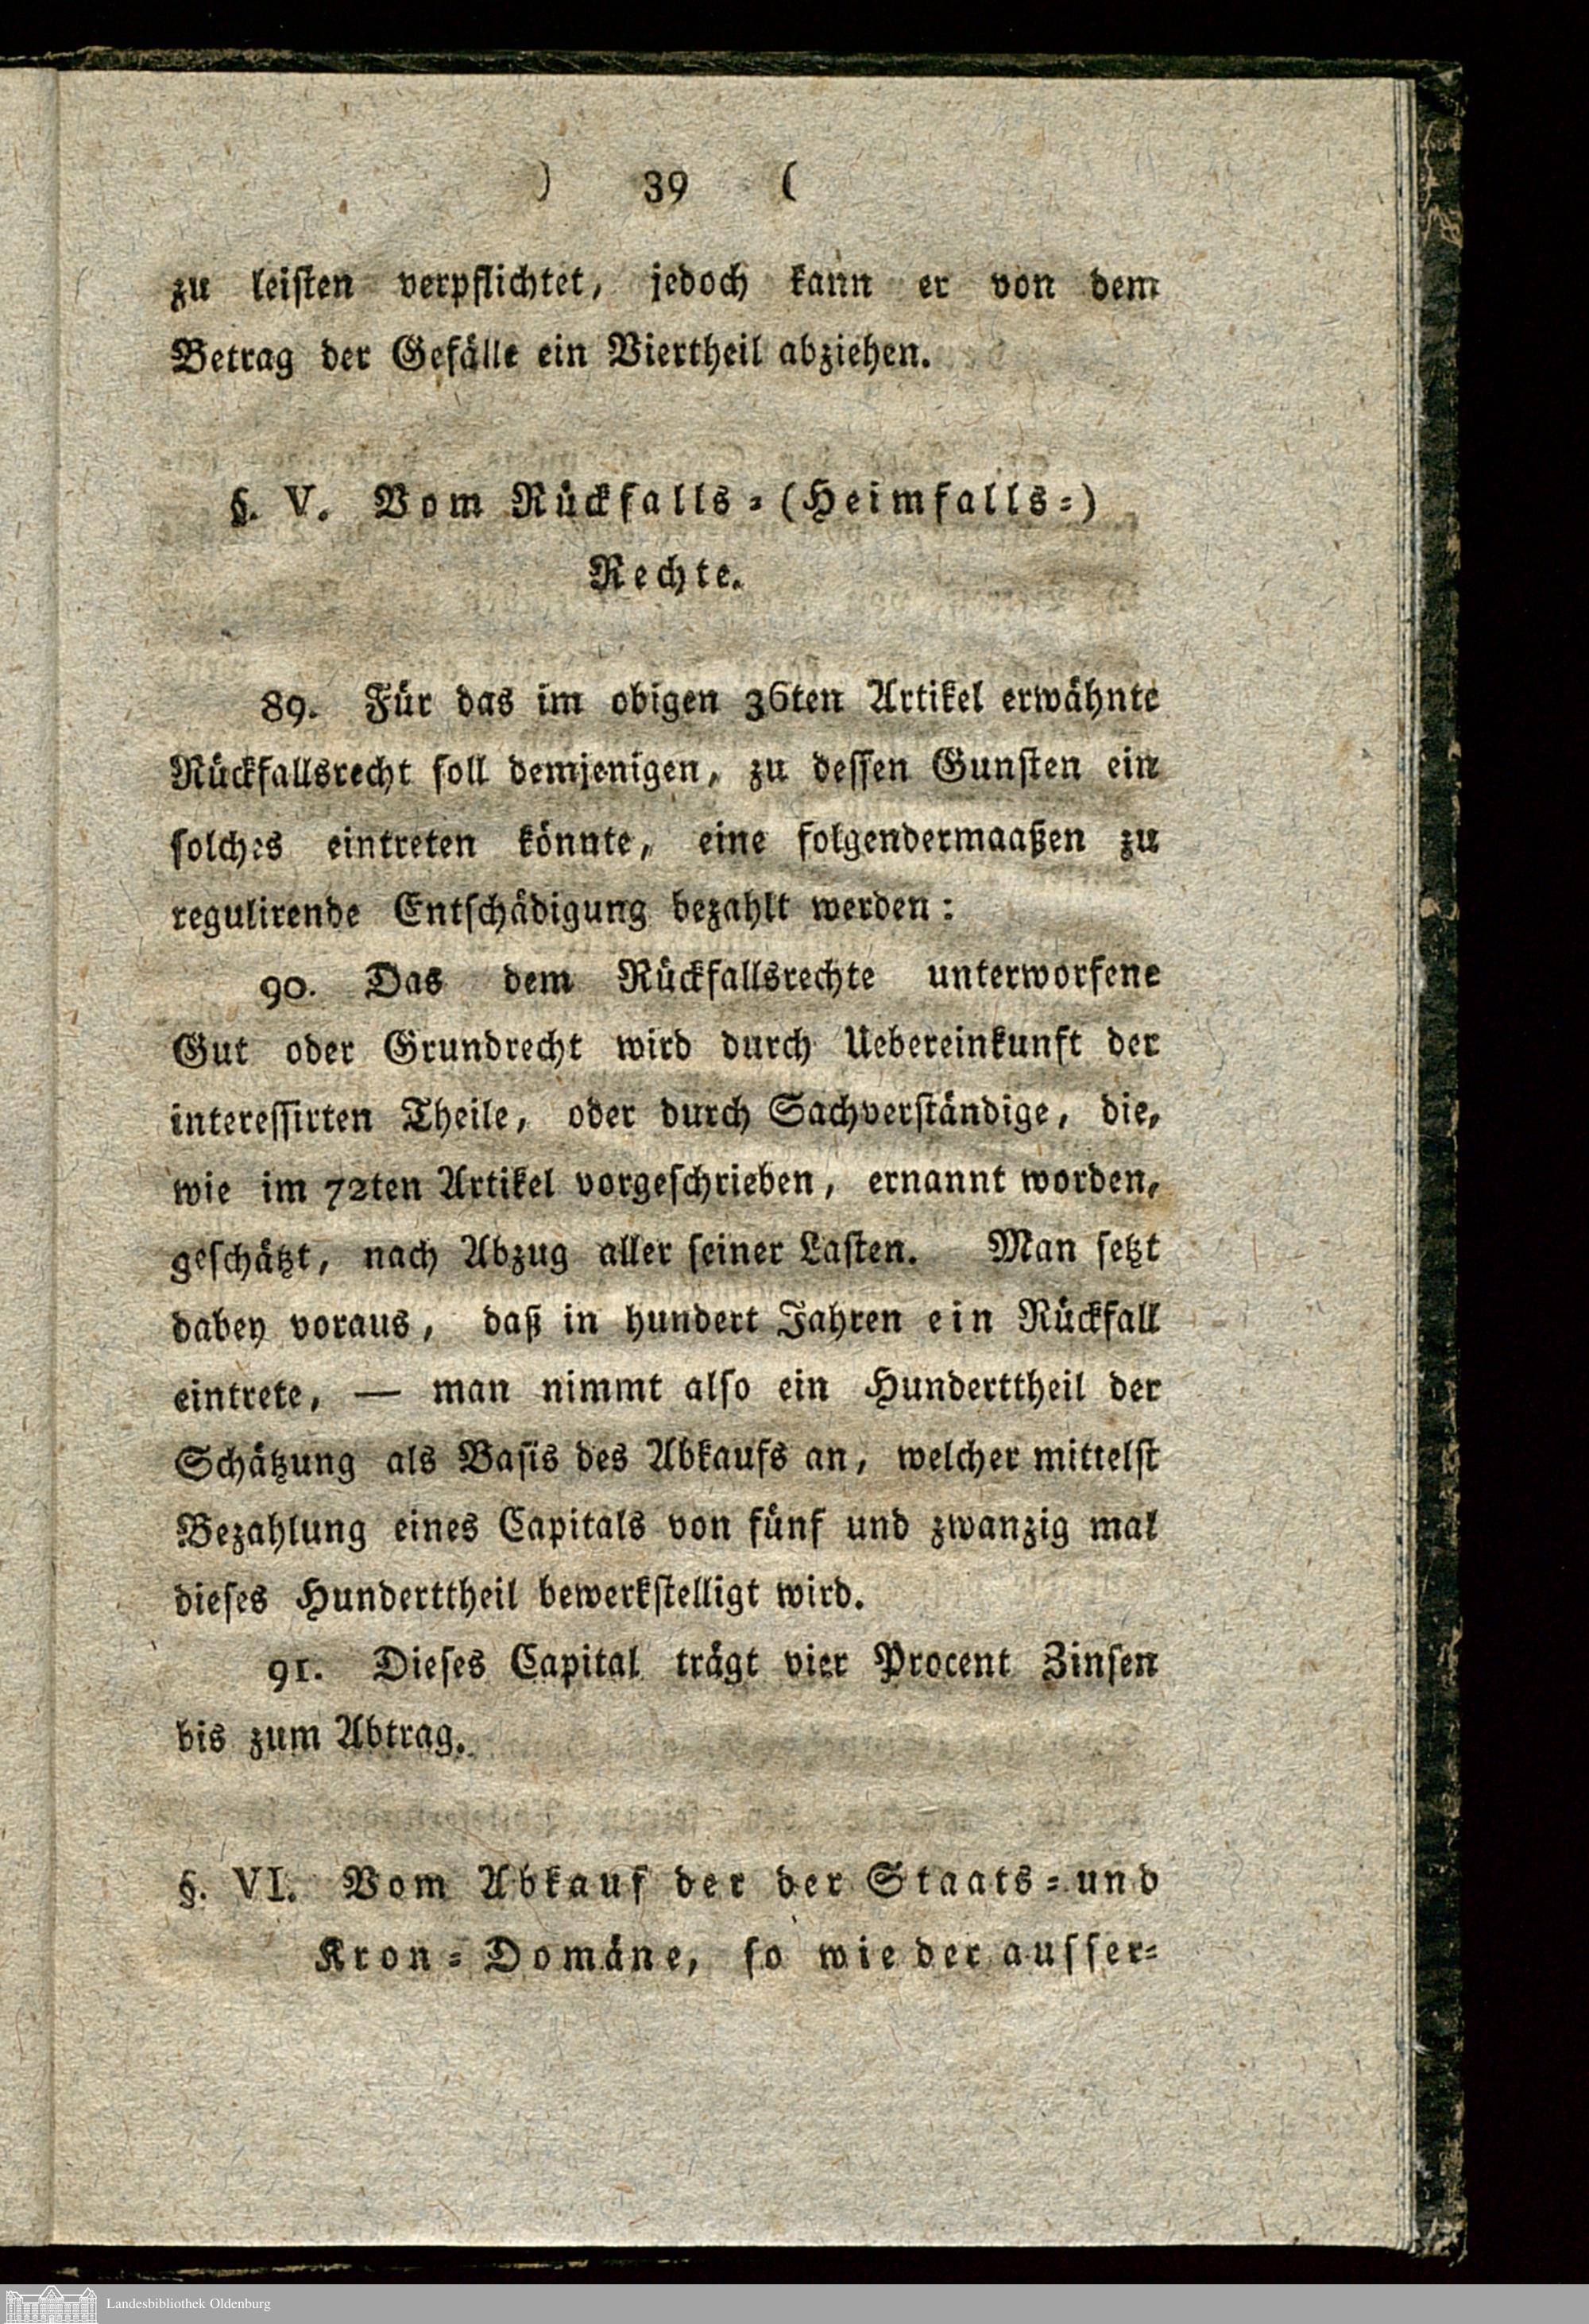 ) 39 (
zu leisten verpflichtet, jedoch kann er von dem
Betrag der Gefälle ein Viertheil abziehen.
§. V. Vom Rückfalls-(Heimfalls-)
Rechte.
89. Für das im obigen 36ten Artikel erwähnte
Rückfallsrecht soll demjenigen, zu dessen Gunsten ein
solches eintreten könnte, eine folgendermaaßen zu
regulirende Entschädigung bezahlt werden:
90. Das dem Rückfallsrechte unterworfene
Gut oder Grundrecht wird durch Uebereinkunft der
interessirten Theile, oder durch Sachverständige, die,
wie im 72ten Artikel vorgeschrieben, ernannt worden,
geschätzt, nach Abzug aller seiner Lasten. Man setzt
dabey voraus, daß in hundert Jahren ein Rückfall
eintrete, — man nimmt also ein Hunderttheil der
Schätzung als Basis des Abkaufs an, welcher mittelst
Bezahlung eines Capitals von fünf und zwanzig mal
dieses Hunderttheil bewerkstelligt wird.
91. Dieses Capital trägt vier Procent Zinsen
bis zum Abtrag.
§. VI. Vom Abkauf der der Staats- und
Kron-Domäne, so wie der ausser-
Landesbibliothek Oldenburg